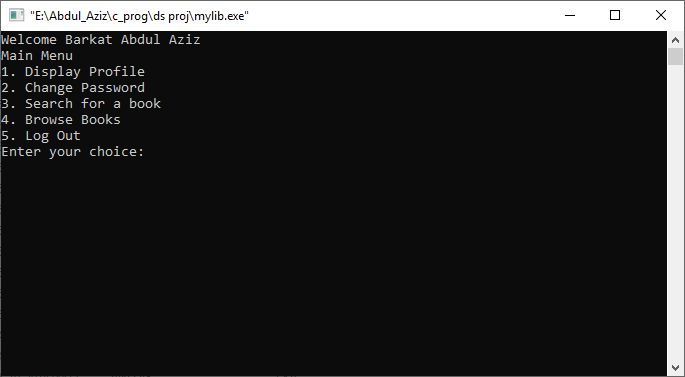 "E:\Abdul_Aziz\c_prog\ds proj\mylib.exe"
Welcome Barkat Abdul Aziz
Main Menu
1. Display Profile
2. Change Password
3. Search for a book
4. Browse Books
5. Log Out
Enter your choice: